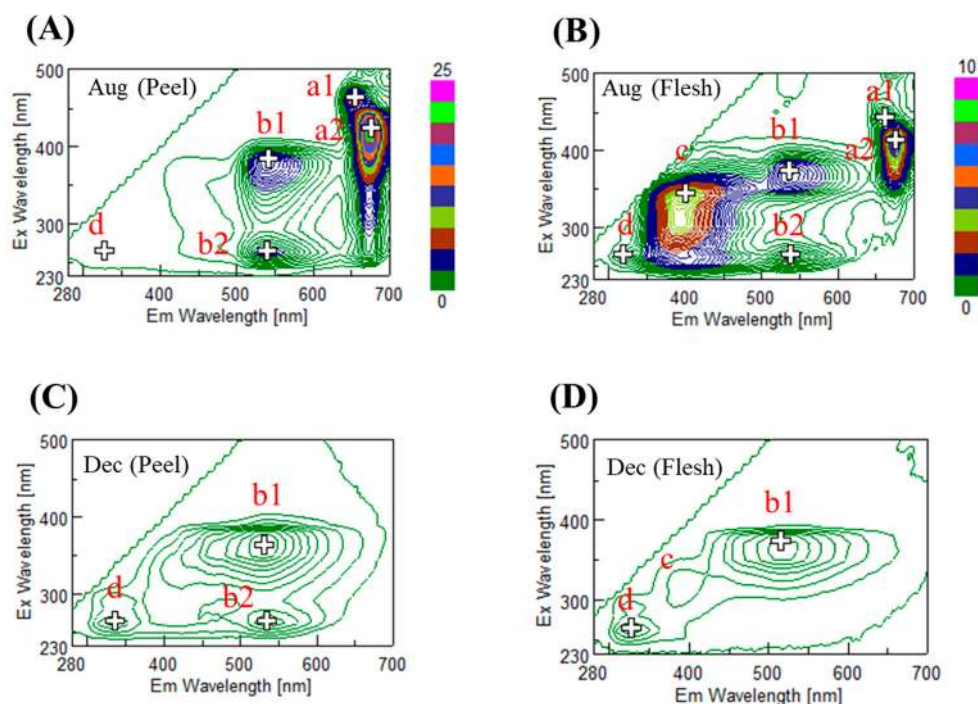 (A)
(B)
500
400
300
230
Ex Wavelength [nm]
Aug (Peel)
a1
b1
a2
d
b2
280
400
500
600
700
Em Wavelength [nm]
25
0
500
400
300
230
Ex Wavelength [nm]
Aug (Flesh)
a1
b1
a2
c
d
b2
280
400
500
600
700
Em Wavelength [nm]
10
0
(C)
(D)
500
400
300
230
Ex Wavelength [nm]
Dec (Peel)
b1
d
b2
280
400
500
600
700
Em Wavelength [nm]
500
400
300
230
Ex Wavelength [nm]
Dec (Flesh)
b1
c
d
280
400
500
600
700
Em Wavelength [nm]